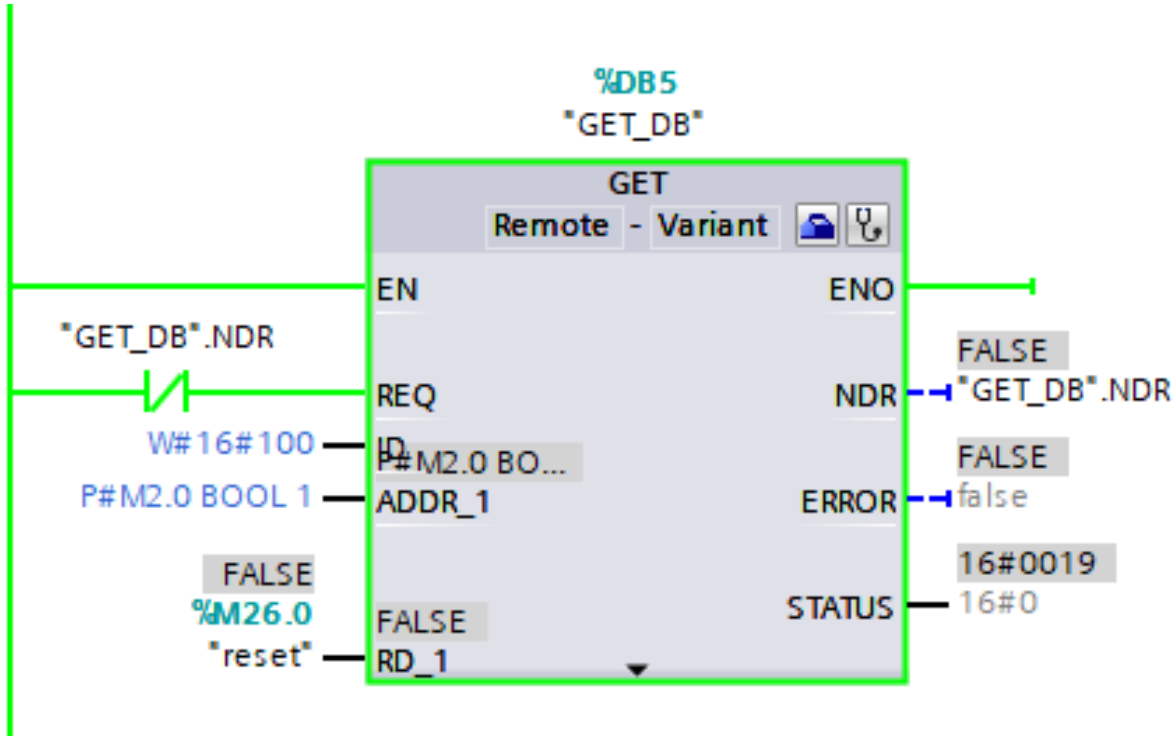 %DB5
"GET_DB"
GET
Remote - Variant
EN
ENO
"GET_DB".NDR
FALSE
REQ
NDR
"GET_DB".NDR
W#16#100
ID
P#M2.0 BO...
FALSE
P#M2.0 BOOL 1
ADDR_1
ERROR
false
FALSE
16#0019
%M26.0
FALSE
STATUS
16#0
"reset"
RD_1